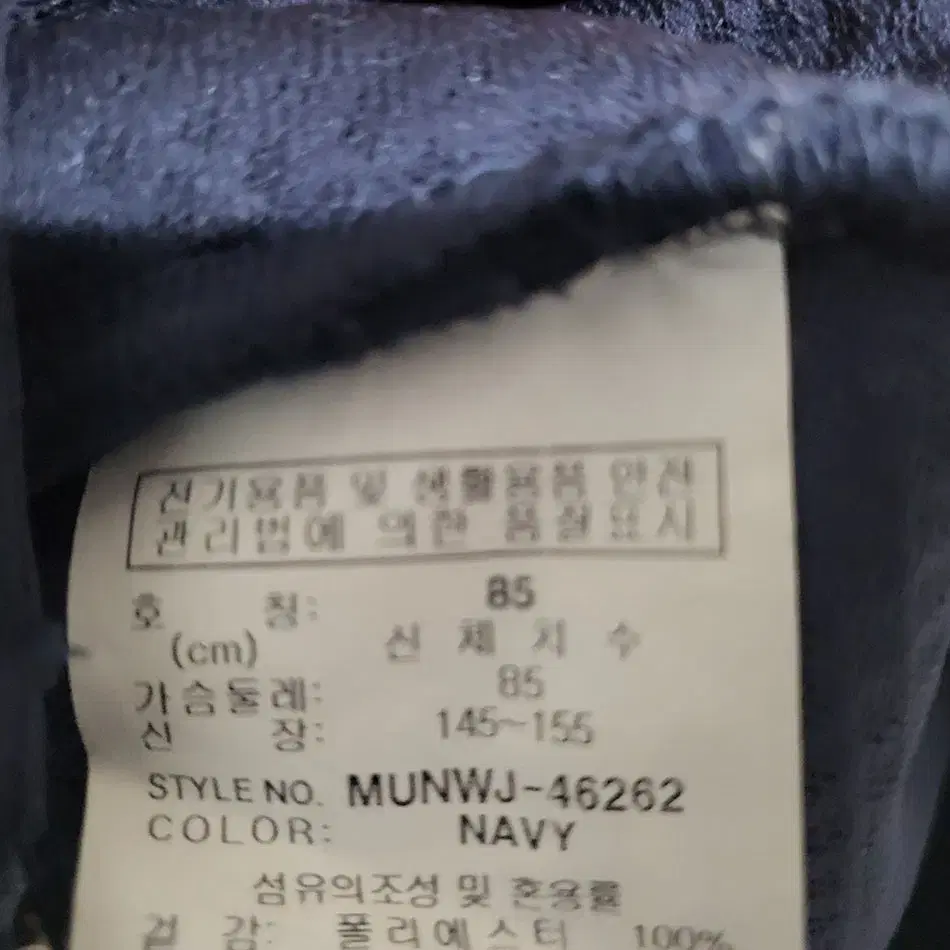 전기용품 및 생활용품 안전
관리법에 의한 품질표시
호 칭: 85
(cm) 신 체 치 수
가슴둘레: 85
신 장: 145~155
STYLE NO. MUNWJ-46262
COLOR: NAVY
섬유의조성 및 혼용률
겉 감: 폴리에스터 100%